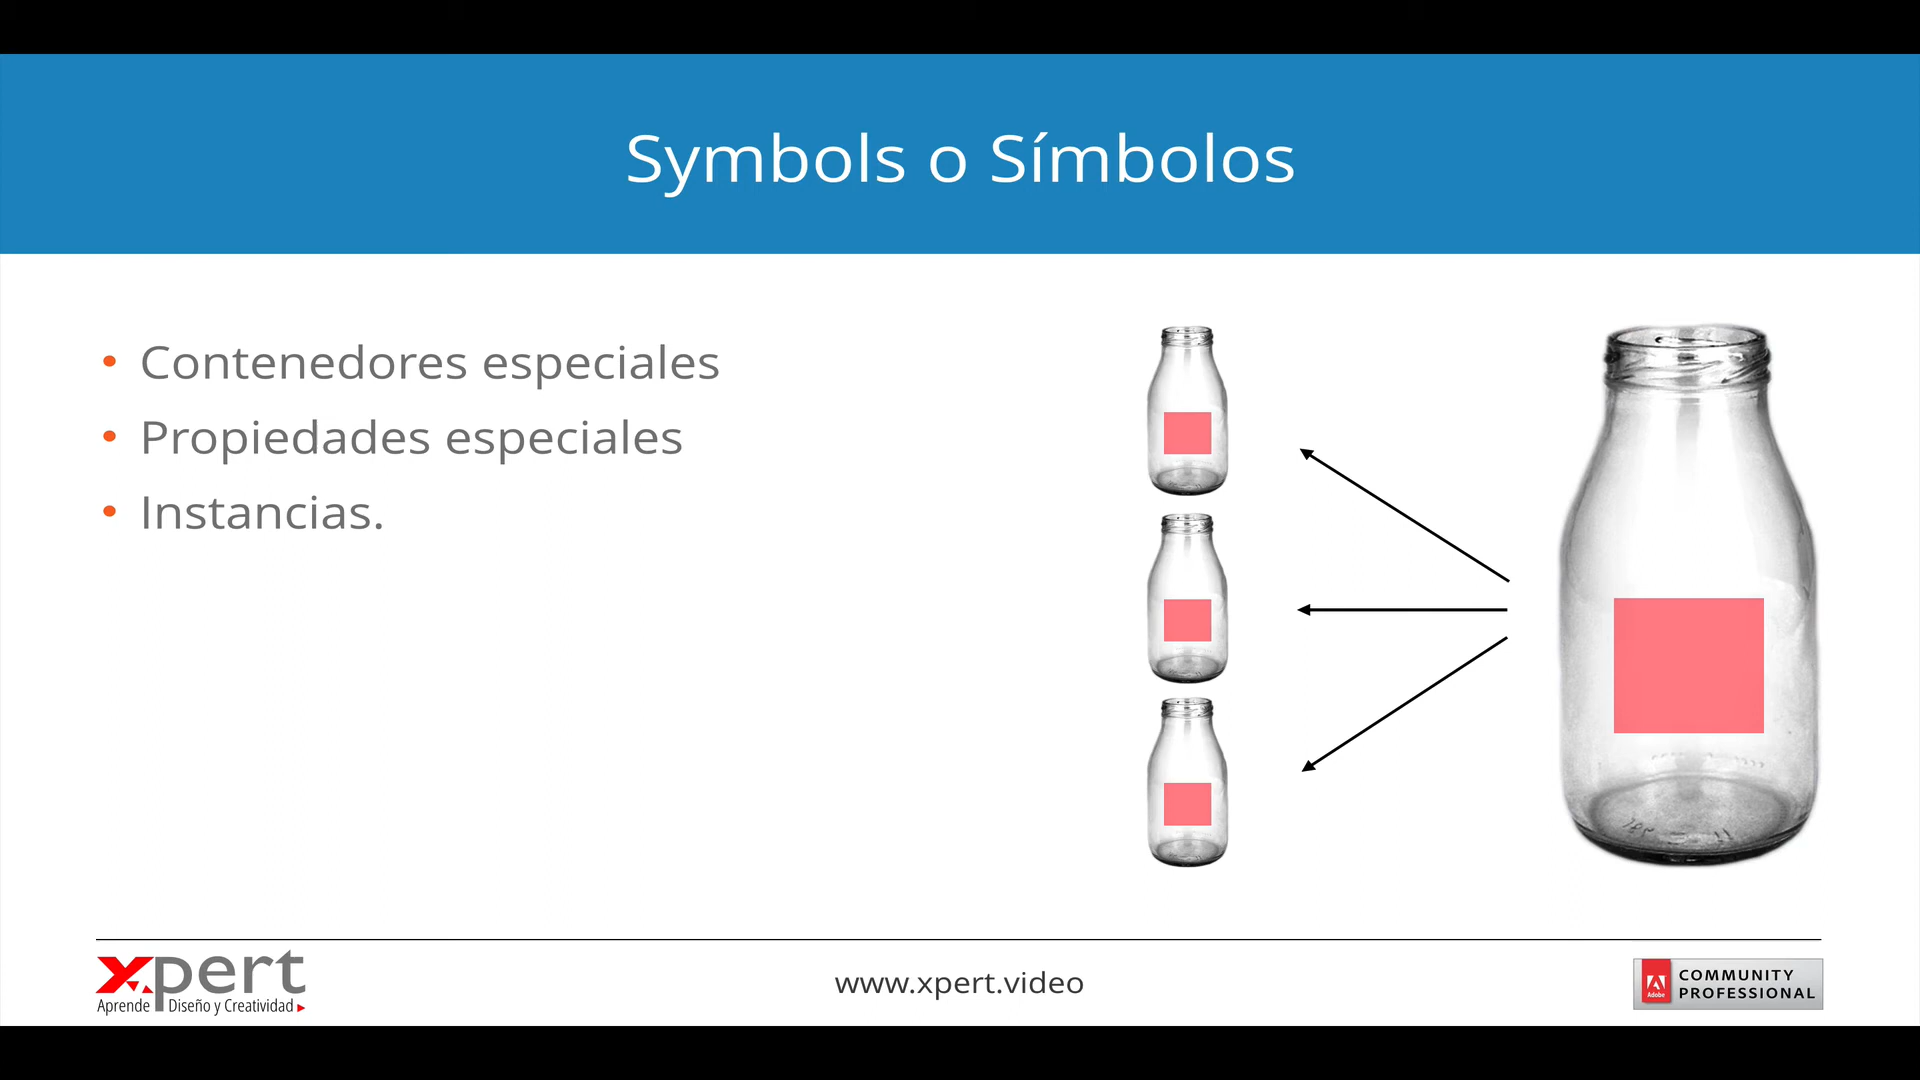 Symbols o Símbolos
• Contenedores especiales
• Propiedades especiales
• Instancias.
xpert
Aprende Diseño y Creatividad
www.xpert.video
Adobe
COMMUNITY
PROFESSIONAL